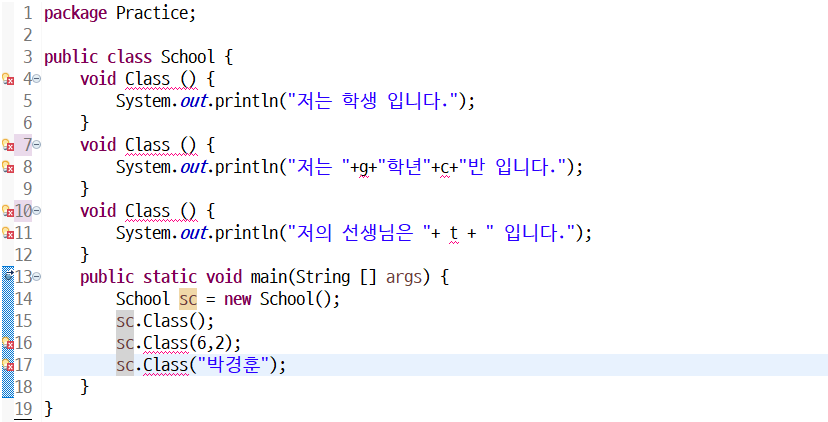 1 package Practice;
2
3 public class School {
4 void Class () {
5 System.out.println("저는 학생 입니다.");
6 }
7 void Class () {
8 System.out.println("저는 "+g+"학년"+c+"반 입니다.");
9 }
10 void Class () {
11 System.out.println("저의 선생님은 "+ t + " 입니다.");
12 }
13 public static void main(String [] args) {
14 School sc = new School();
15 sc.Class();
16 sc.Class(6,2);
17 sc.Class("박경훈");
18 }
19 }